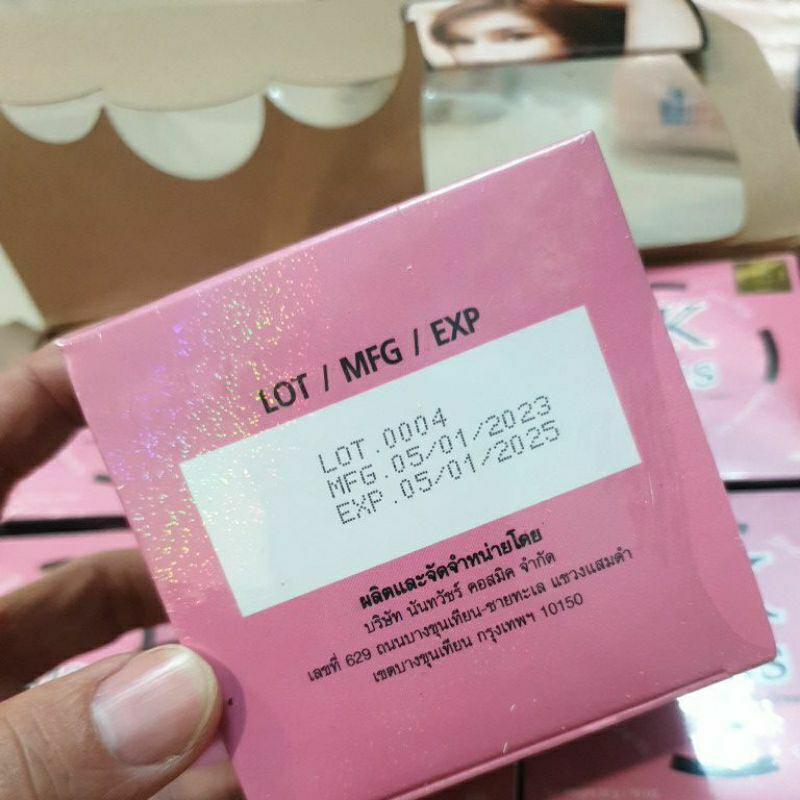 LOT / MFG / EXP
LOT.0004
MFG.05/01/2023
EXP.05/01/2025
ผลิตและจัดจำหน่ายโดย
บริษัท นันทวัชร์ คอสมิค จำกัด
เลขที่ 629 ถนนบางขุนเทียน-ชายทะเล แขวงแสมดำ
เขตบางขุนเทียน กรุงเทพฯ 10150
K
S